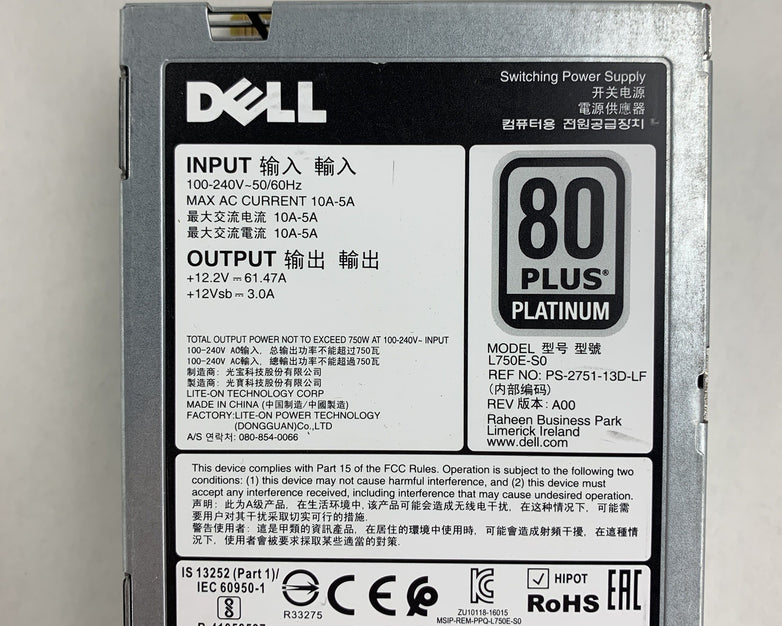 DELL
Switching Power Supply
开关电源
電源供應器
컴퓨터용 전원공급장치
INPUT 输入 輸入
100-240V~50/60Hz
MAX AC CURRENT 10A-5A
最大交流电流 10A-5A
最大交流電流 10A-5A
OUTPUT 输出 輸出
+12.2V ⎓ 61.47A
+12Vsb ⎓ 3.0A
TOTAL OUTPUT POWER NOT TO EXCEED 750W AT 100-240V~ INPUT
100-240V AC输入, 总输出功率不能超过750瓦
100-240V AC輸入, 總輸出功率不能超過750瓦
制造商: 光宝科技股份有限公司
製造商: 光寶科技股份有限公司
LITE-ON TECHNOLOGY CORP
MADE IN CHINA (中国制造/中國製造)
FACTORY:LITE-ON POWER TECHNOLOGY
(DONGGUAN)Co.,LTD
A/S 연락처: 080-854-0066
80
PLUS®
PLATINUM
MODEL 型号 型號
L750E-S0
REF NO: PS-2751-13D-LF
(内部编码)
REV 版本: A00
Raheen Business Park
Limerick Ireland
www.dell.com
This device complies with Part 15 of the FCC Rules. Operation is subject to the following two
conditions: (1) this device may not cause harmful interference, and (2) this device must
accept any interference received, including interference that may cause undesired operation.
声明: 此为A级产品, 在生活环境中, 该产品可能会造成无线电干扰, 在这种情况下, 可能需
要用户对其干扰采取切实可行的措施.
警告使用者: 這是甲類的資訊產品, 在居住的環境中使用時, 可能會造成射頻干擾, 在這種情
況下, 使用者會被要求採取某些適當的對策.
IS 13252 (Part 1)/
IEC 60950-1
R33275
CE
ZU10118-16015
MSIP-REM-PPQ-L750E-S0
HIPOT
RoHS
EAC